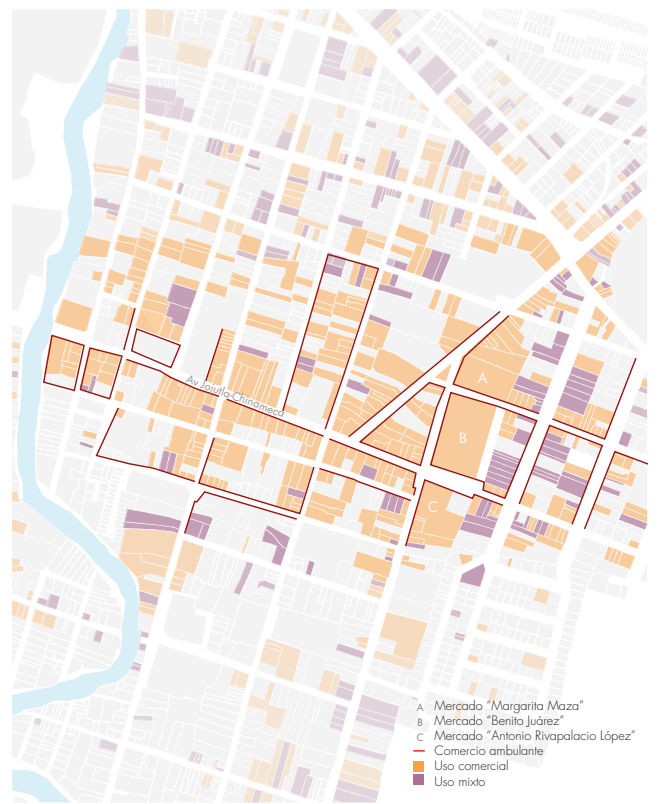 Av Jojutla-Chinameca
A
B
C
A Mercado "Margarita Maza"
B Mercado "Benito Juárez"
C Mercado "Antonio Rivapalacio López"
Comercio ambulante
Uso comercial
Uso mixto